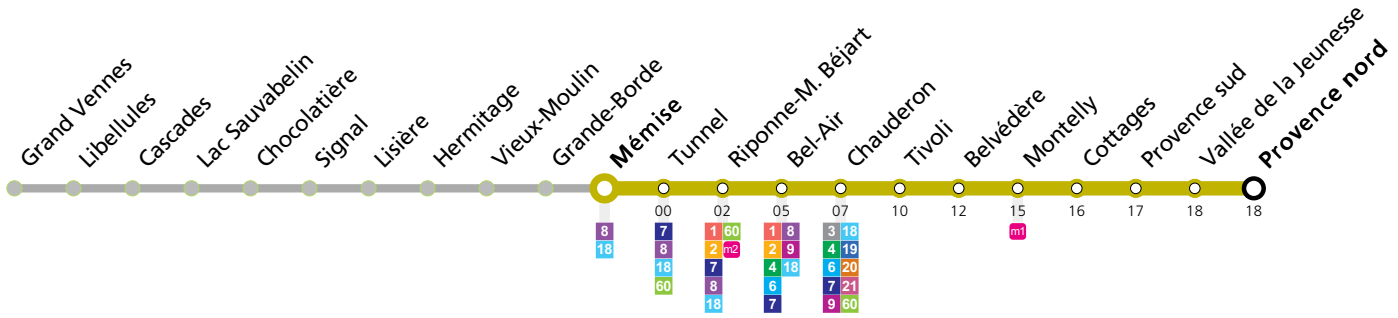 Grand Vennes
Libellules
Cascades
Lac Sauvabelin
Chocolatière
Signal
Lisière
Hermitage
Vieux-Moulin
Grande-Borde
Mémise
Tunnel
Riponne-M. Béjart
Bel-Air
Chauderon
Tivoli
Belvédère
Montelly
Cottages
Provence sud
Vallée de la Jeunesse
Provence nord
00 02 05 07 10 12 15 16 17 18 18
8 7 1 60 1 8 3 18 m1
18 8 2 m2 2 9 4 19
18 7 4 18 6 20
60 8 6 7 21
18 7 9 60